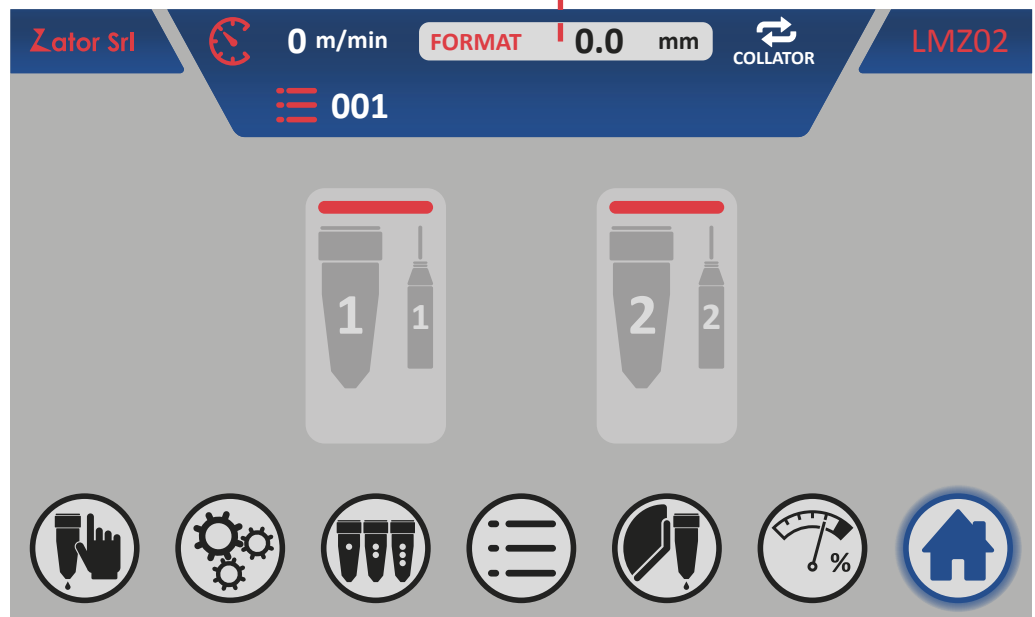 Zator Srl
0 m/min
FORMAT 0.0 mm
COLLATOR
LMZ02
001
1 1
2 2
%